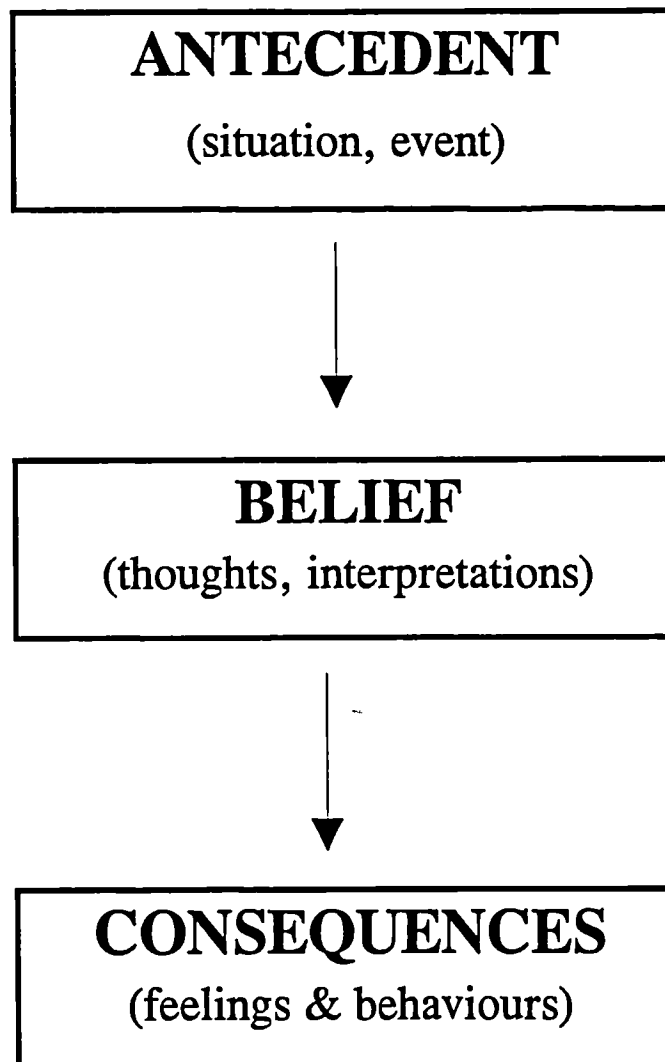 ANTECEDENT
(situation, event)
BELIEF
(thoughts, interpretations)
CONSEQUENCES
(feelings & behaviours)